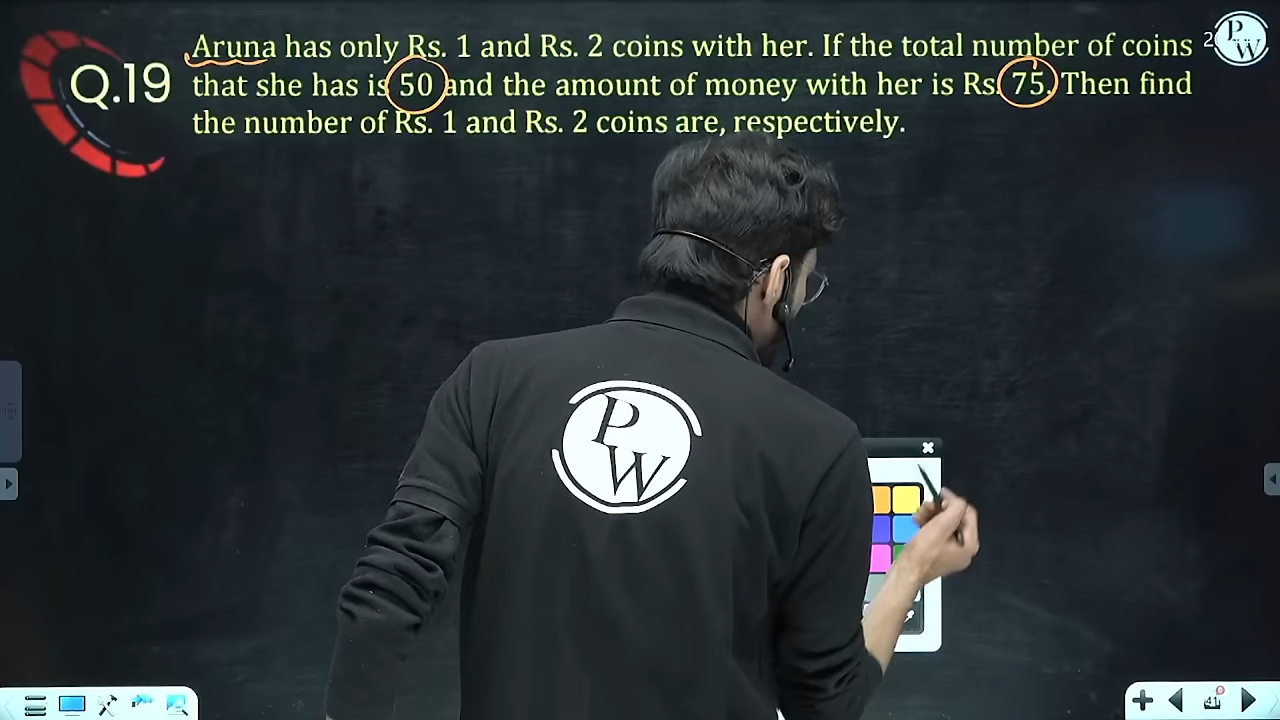 Q.19
Aruna has only Rs. 1 and Rs. 2 coins with her. If the total number of coins
that she has is 50 and the amount of money with her is Rs. 75. Then find
the number of Rs. 1 and Rs. 2 coins are, respectively.
P
W
P
W
41
0